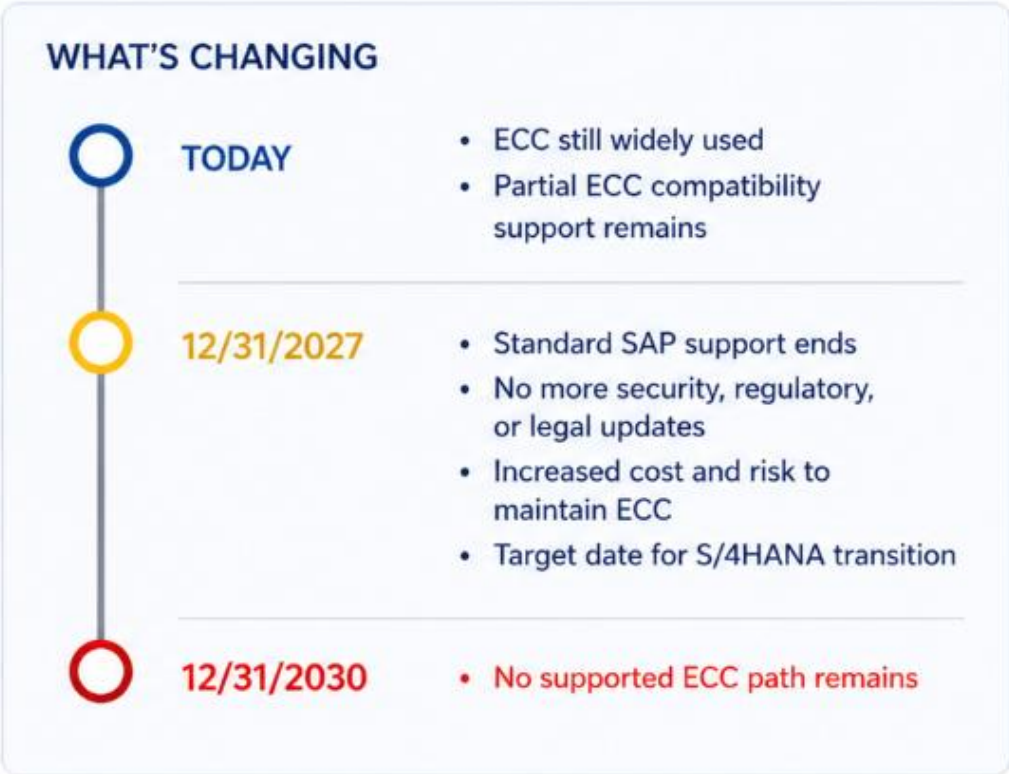 WHAT'S CHANGING
TODAY
• ECC still widely used
• Partial ECC compatibility
support remains
12/31/2027
• Standard SAP support ends
• No more security, regulatory,
or legal updates
• Increased cost and risk to
maintain ECC
• Target date for S/4HANA transition
12/31/2030
• No supported ECC path remains